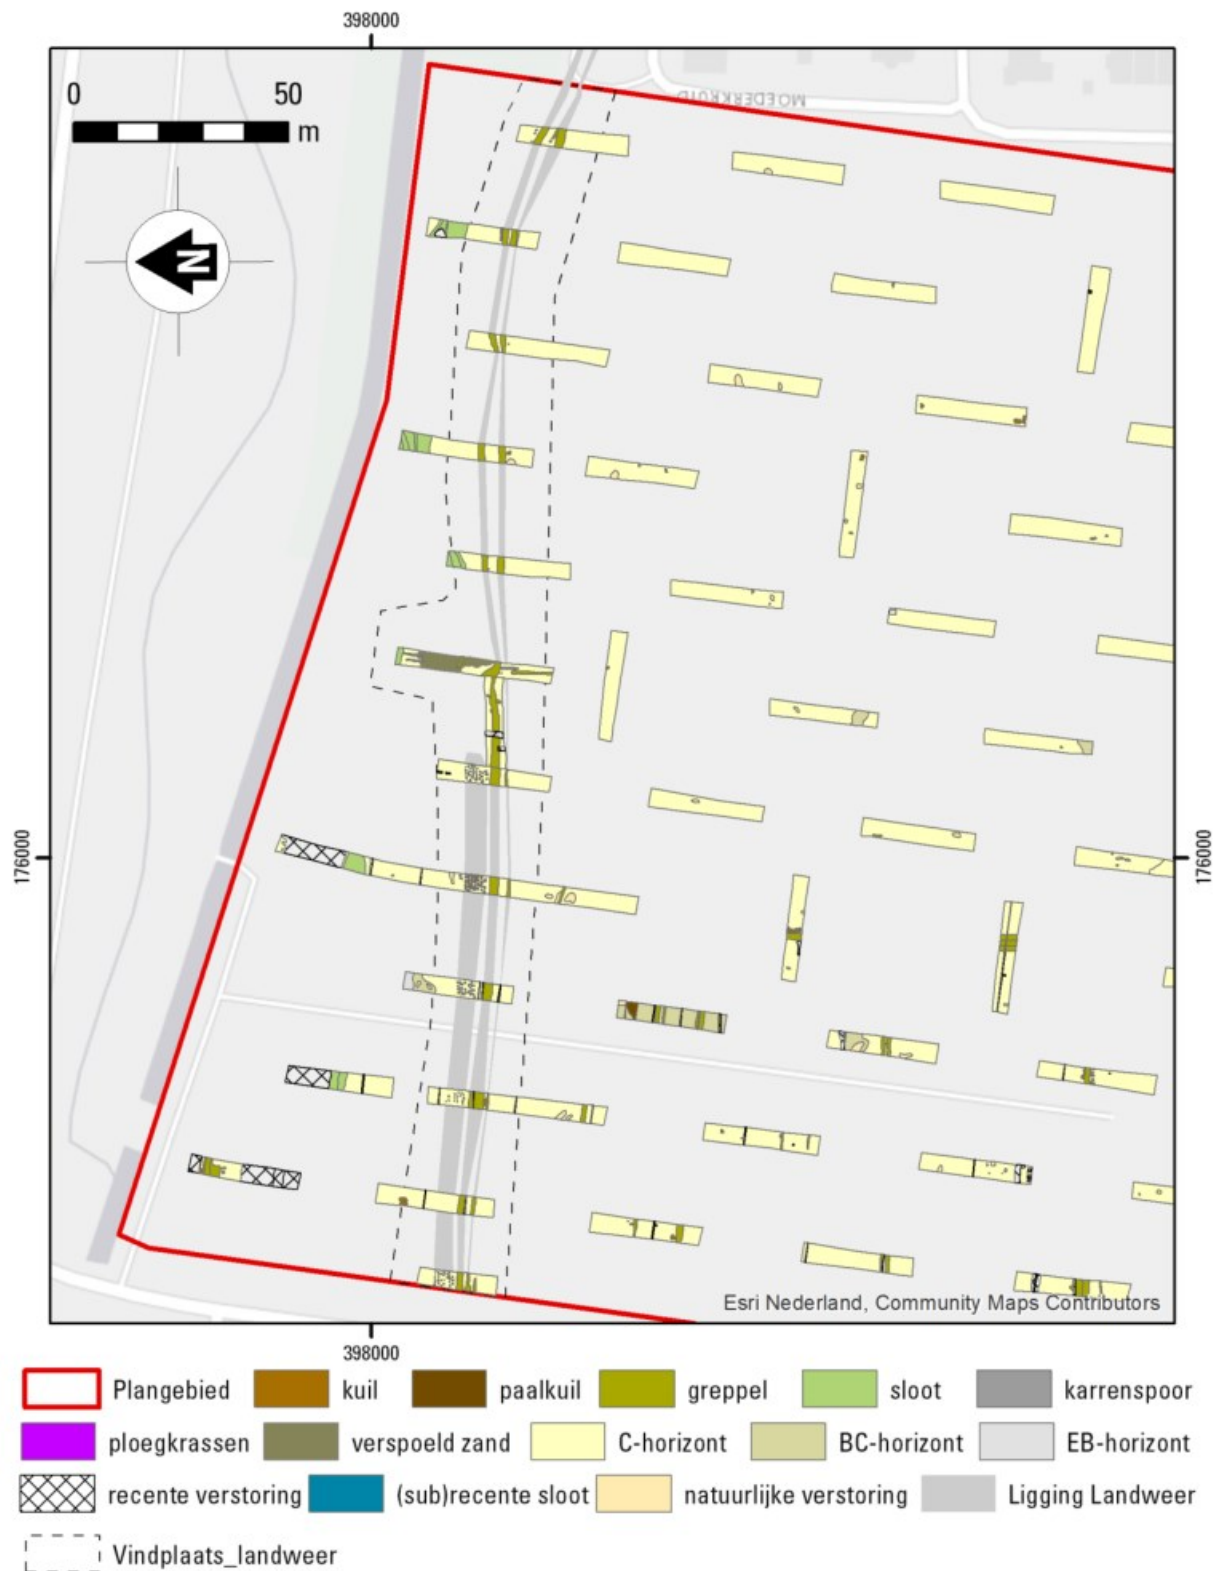 398000
0 50
m
MOEDERKRUID
N
176000
176000
Esri Nederland, Community Maps Contributors
398000
Plangebied kuil paalkuil greppel sloot karrenspoor
ploegkrassen verspoeld zand C-horizont BC-horizont EB-horizont
recente verstoring (sub)recente sloot natuurlijke verstoring Ligging Landweer
Vindplaats_landweer